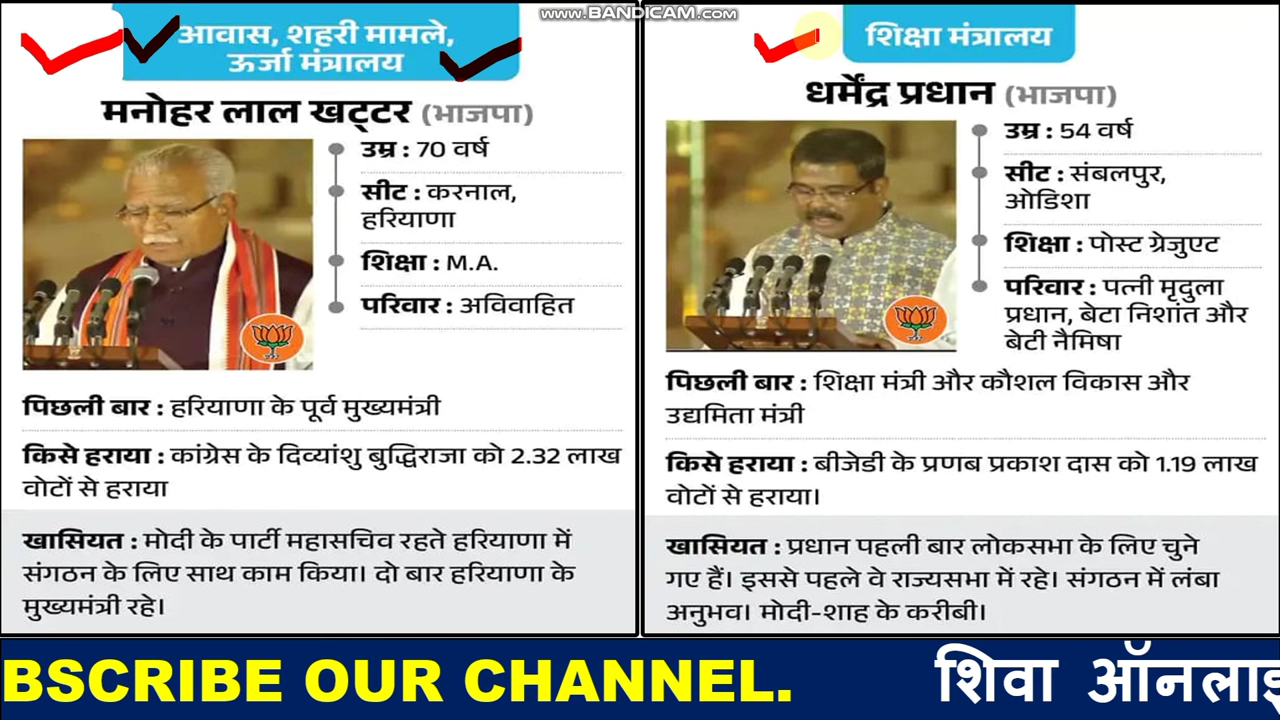 www.BANDICAM.com
आवास, शहरी मामले,
ऊर्जा मंत्रालय
मनोहर लाल खट्टर (भाजपा)
उम्र : 70 वर्ष
सीट : करनाल,
हरियाणा
शिक्षा : M.A.
परिवार : अविवाहित
पिछली बार : हरियाणा के पूर्व मुख्यमंत्री
किसे हराया : कांग्रेस के दिव्यांशु बुद्धिराजा को 2.32 लाख
वोटों से हराया
खासियत : मोदी के पार्टी महासचिव रहते हरियाणा में
संगठन के लिए साथ काम किया। दो बार हरियाणा के
मुख्यमंत्री रहे।
शिक्षा मंत्रालय
धर्मेंद्र प्रधान (भाजपा)
उम्र : 54 वर्ष
सीट : संबलपुर,
ओडिशा
शिक्षा : पोस्ट ग्रेजुएट
परिवार : पत्नी मृदुला
प्रधान, बेटा निशांत और
बेटी नैमिषा
पिछली बार : शिक्षा मंत्री और कौशल विकास और
उद्यमिता मंत्री
किसे हराया : बीजेडी के प्रणब प्रकाश दास को 1.19 लाख
वोटों से हराया।
खासियत : प्रधान पहली बार लोकसभा के लिए चुने
गए हैं। इससे पहले वे राज्यसभा में रहे। संगठन में लंबा
अनुभव। मोदी-शाह के करीबी।
BSCRIBE OUR CHANNEL. शिवा ऑनलाइ